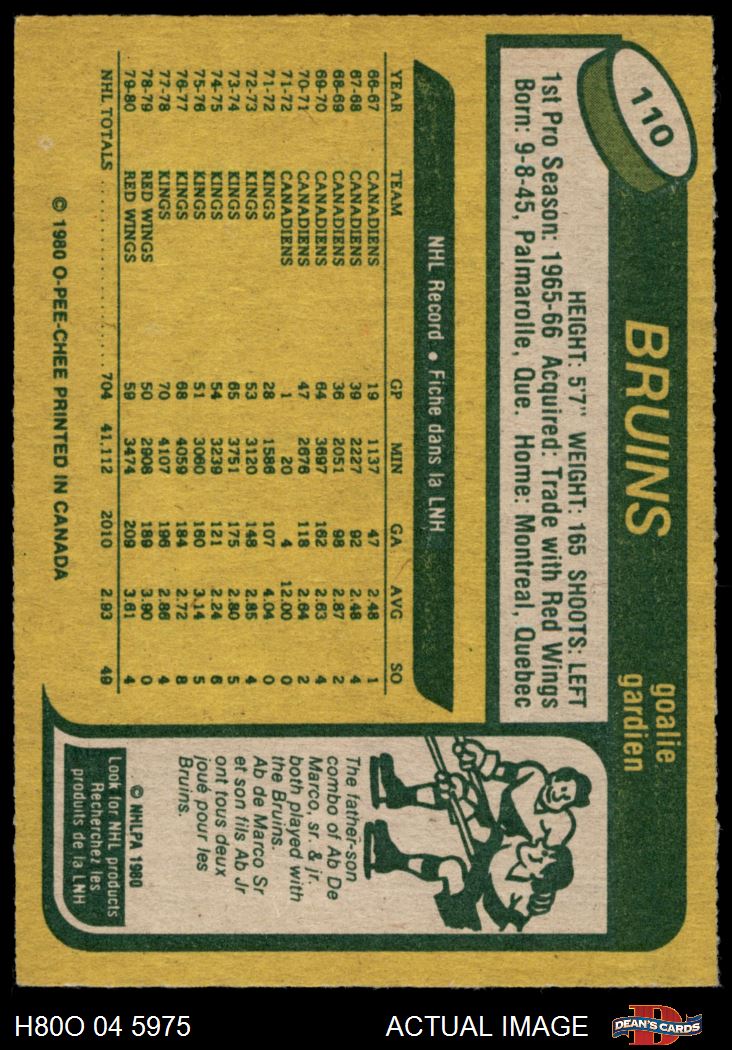 110
BRUINS
goalie
gardien
HEIGHT: 5'7" WEIGHT: 165 SHOOTS: LEFT
1st Pro Season: 1965-66 Acquired: Trade with Red Wings
Born: 9-8-45, Palmarolle, Que. Home: Montreal, Quebec
NHL Record • Fiche dans la LNH
YEAR TEAM GP MIN GA AVG SO
66-67 CANADIENS 19 1137 47 2.48 1
67-68 CANADIENS 39 2227 92 2.48 4
68-69 CANADIENS 36 2051 98 2.87 2
69-70 CANADIENS 64 3697 162 2.63 4
70-71 CANADIENS 47 2676 118 2.64 2
71-72 CANADIENS 1 20 4 12.00 0
71-72 KINGS 28 1586 107 4.04 0
72-73 KINGS 53 3120 148 2.85 4
73-74 KINGS 65 3751 175 2.80 5
74-75 KINGS 54 3239 121 2.24 6
75-76 KINGS 51 3060 160 3.14 5
76-77 KINGS 68 4059 184 2.72 8
77-78 KINGS 70 4107 196 2.86 4
78-79 RED WINGS 50 2908 189 3.90 0
79-80 RED WINGS 59 3474 209 3.61 4
NHL TOTALS . . . . . . . . . . . . . . . . 704 41,112 2010 2.93 49
© 1980 O-PEE-CHEE PRINTED IN CANADA
The father-son
combo of Ab De
Marco, sr. & jr.
both played with
the Bruins.
Ab de Marco Sr
et son fils Ab Jr
ont tous deux
joué pour les
Bruins.
© NHLPA 1980
Look for NHL products
Recherchez les
produits de la LNH
H80O 04 5975
ACTUAL IMAGE
D
DEAN'S CARDS